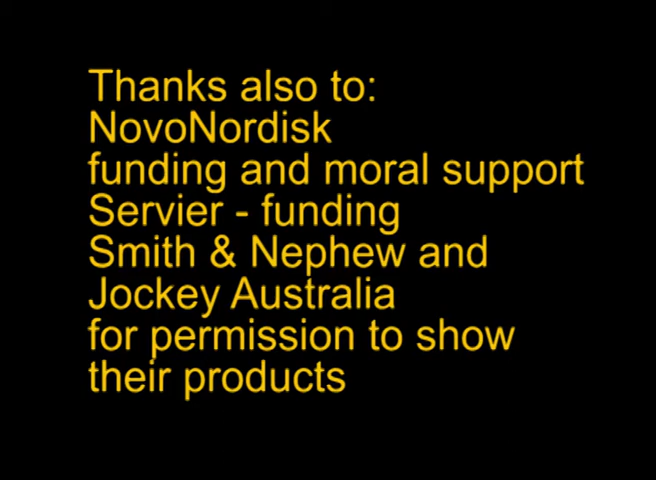 Thanks also to:
NovoNordisk
funding and moral support
Servier - funding
Smith & Nephew and
Jockey Australia
for permission to show
their products